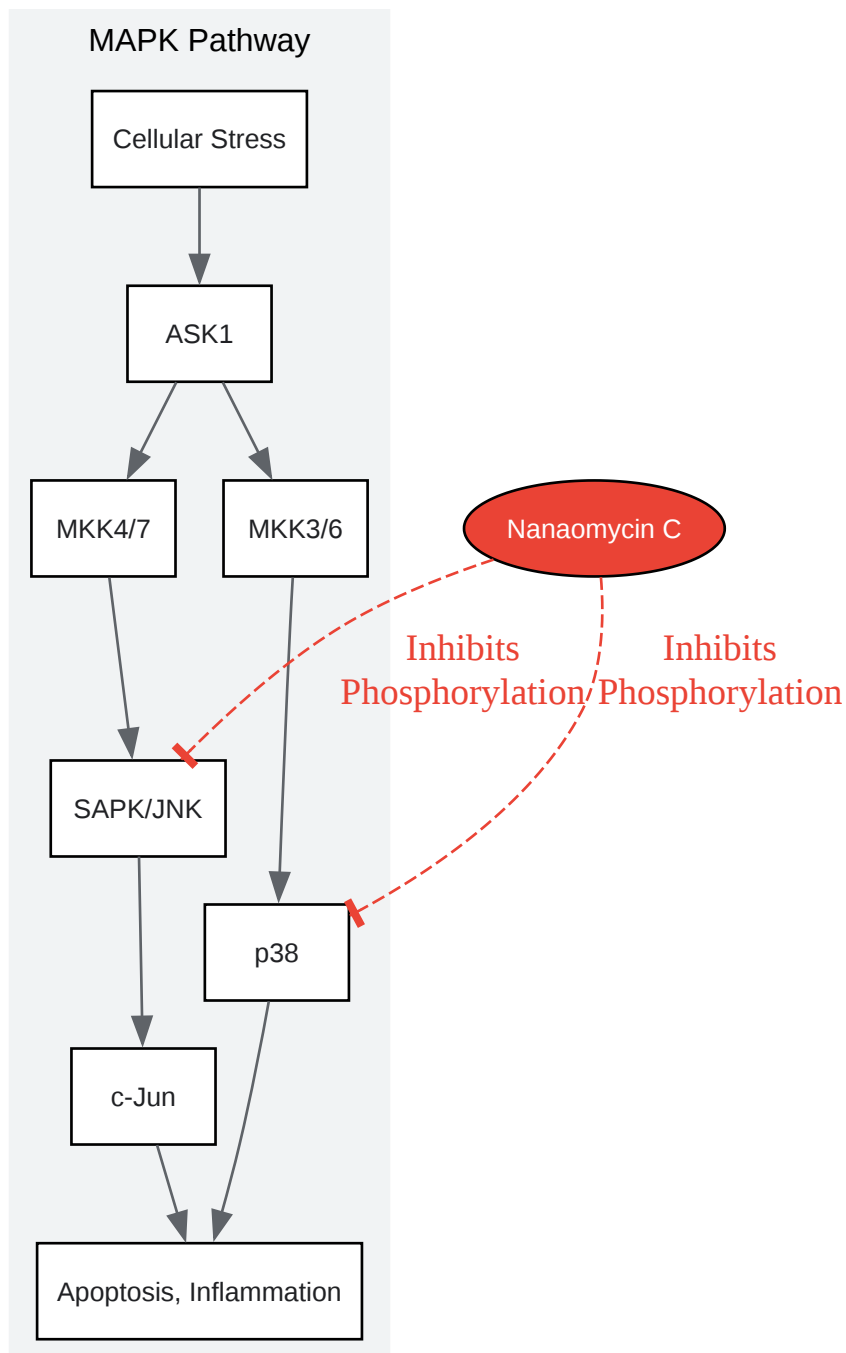 MAPK Pathway
Cellular Stress
ASK1
MKK4/7
MKK3/6
Nanaomycin C
Inhibits
Phosphorylation
Inhibits
Phosphorylation
SAPK/JNK
p38
c-Jun
Apoptosis, Inflammation